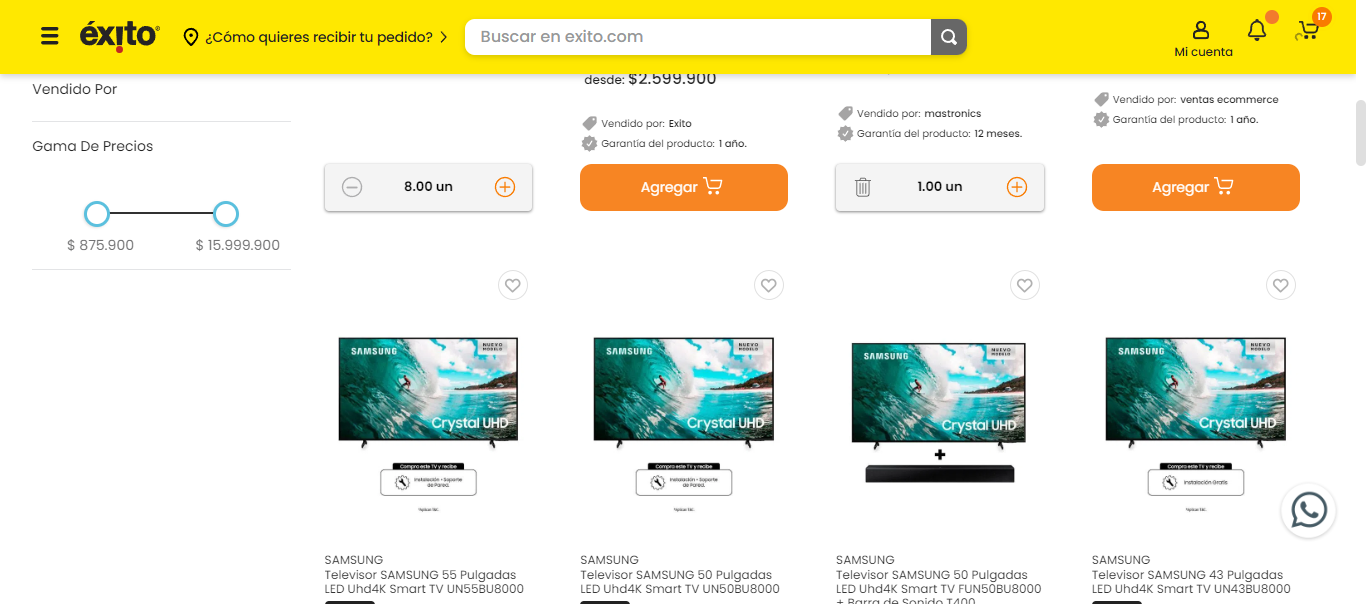 éxito
¿Cómo quieres recibir tu pedido?
Buscar en exito.com
Mi cuenta
17
Vendido Por
Gama De Precios
$ 875.900
$ 15.999.900
desde: $2.599.900
Vendido por: Exito
Garantía del producto: 1 año.
Vendido por: mastronics
Garantía del producto: 12 meses.
Vendido por: ventas ecommerce
Garantía del producto: 1 año.
8.00 un
Agregar
1.00 un
Agregar
SAMSUNG
NUEVO
MODELO
Crystal UHD
Compra este TV y recibe
Instalación + Soporte
de Pared.
SAMSUNG
NUEVO
MODELO
Crystal UHD
Compra este TV y recibe
Instalación + Soporte
de Pared.
SAMSUNG
NUEVO
MODELO
Crystal UHD
+
SAMSUNG
NUEVO
MODELO
Crystal UHD
Compra este TV y recibe
Instalación Gratis
SAMSUNG
Televisor SAMSUNG 55 Pulgadas
LED Uhd4K Smart TV UN55BU8000
SAMSUNG
Televisor SAMSUNG 50 Pulgadas
LED Uhd4K Smart TV UN50BU8000
SAMSUNG
Televisor SAMSUNG 50 Pulgadas
LED Uhd4K Smart TV FUN50BU8000
+ Barra de Sonido T400
SAMSUNG
Televisor SAMSUNG 43 Pulgadas
LED Uhd4K Smart TV UN43BU8000